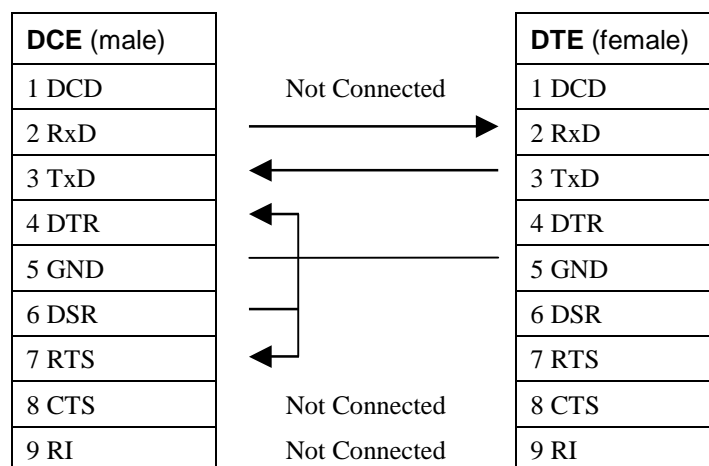 DCE (male) DTE (female)
1 DCD Not Connected 1 DCD
2 RxD 2 RxD
3 TxD 3 TxD
4 DTR 4 DTR
5 GND 5 GND
6 DSR 6 DSR
7 RTS 7 RTS
8 CTS Not Connected 8 CTS
9 RI Not Connected 9 RI